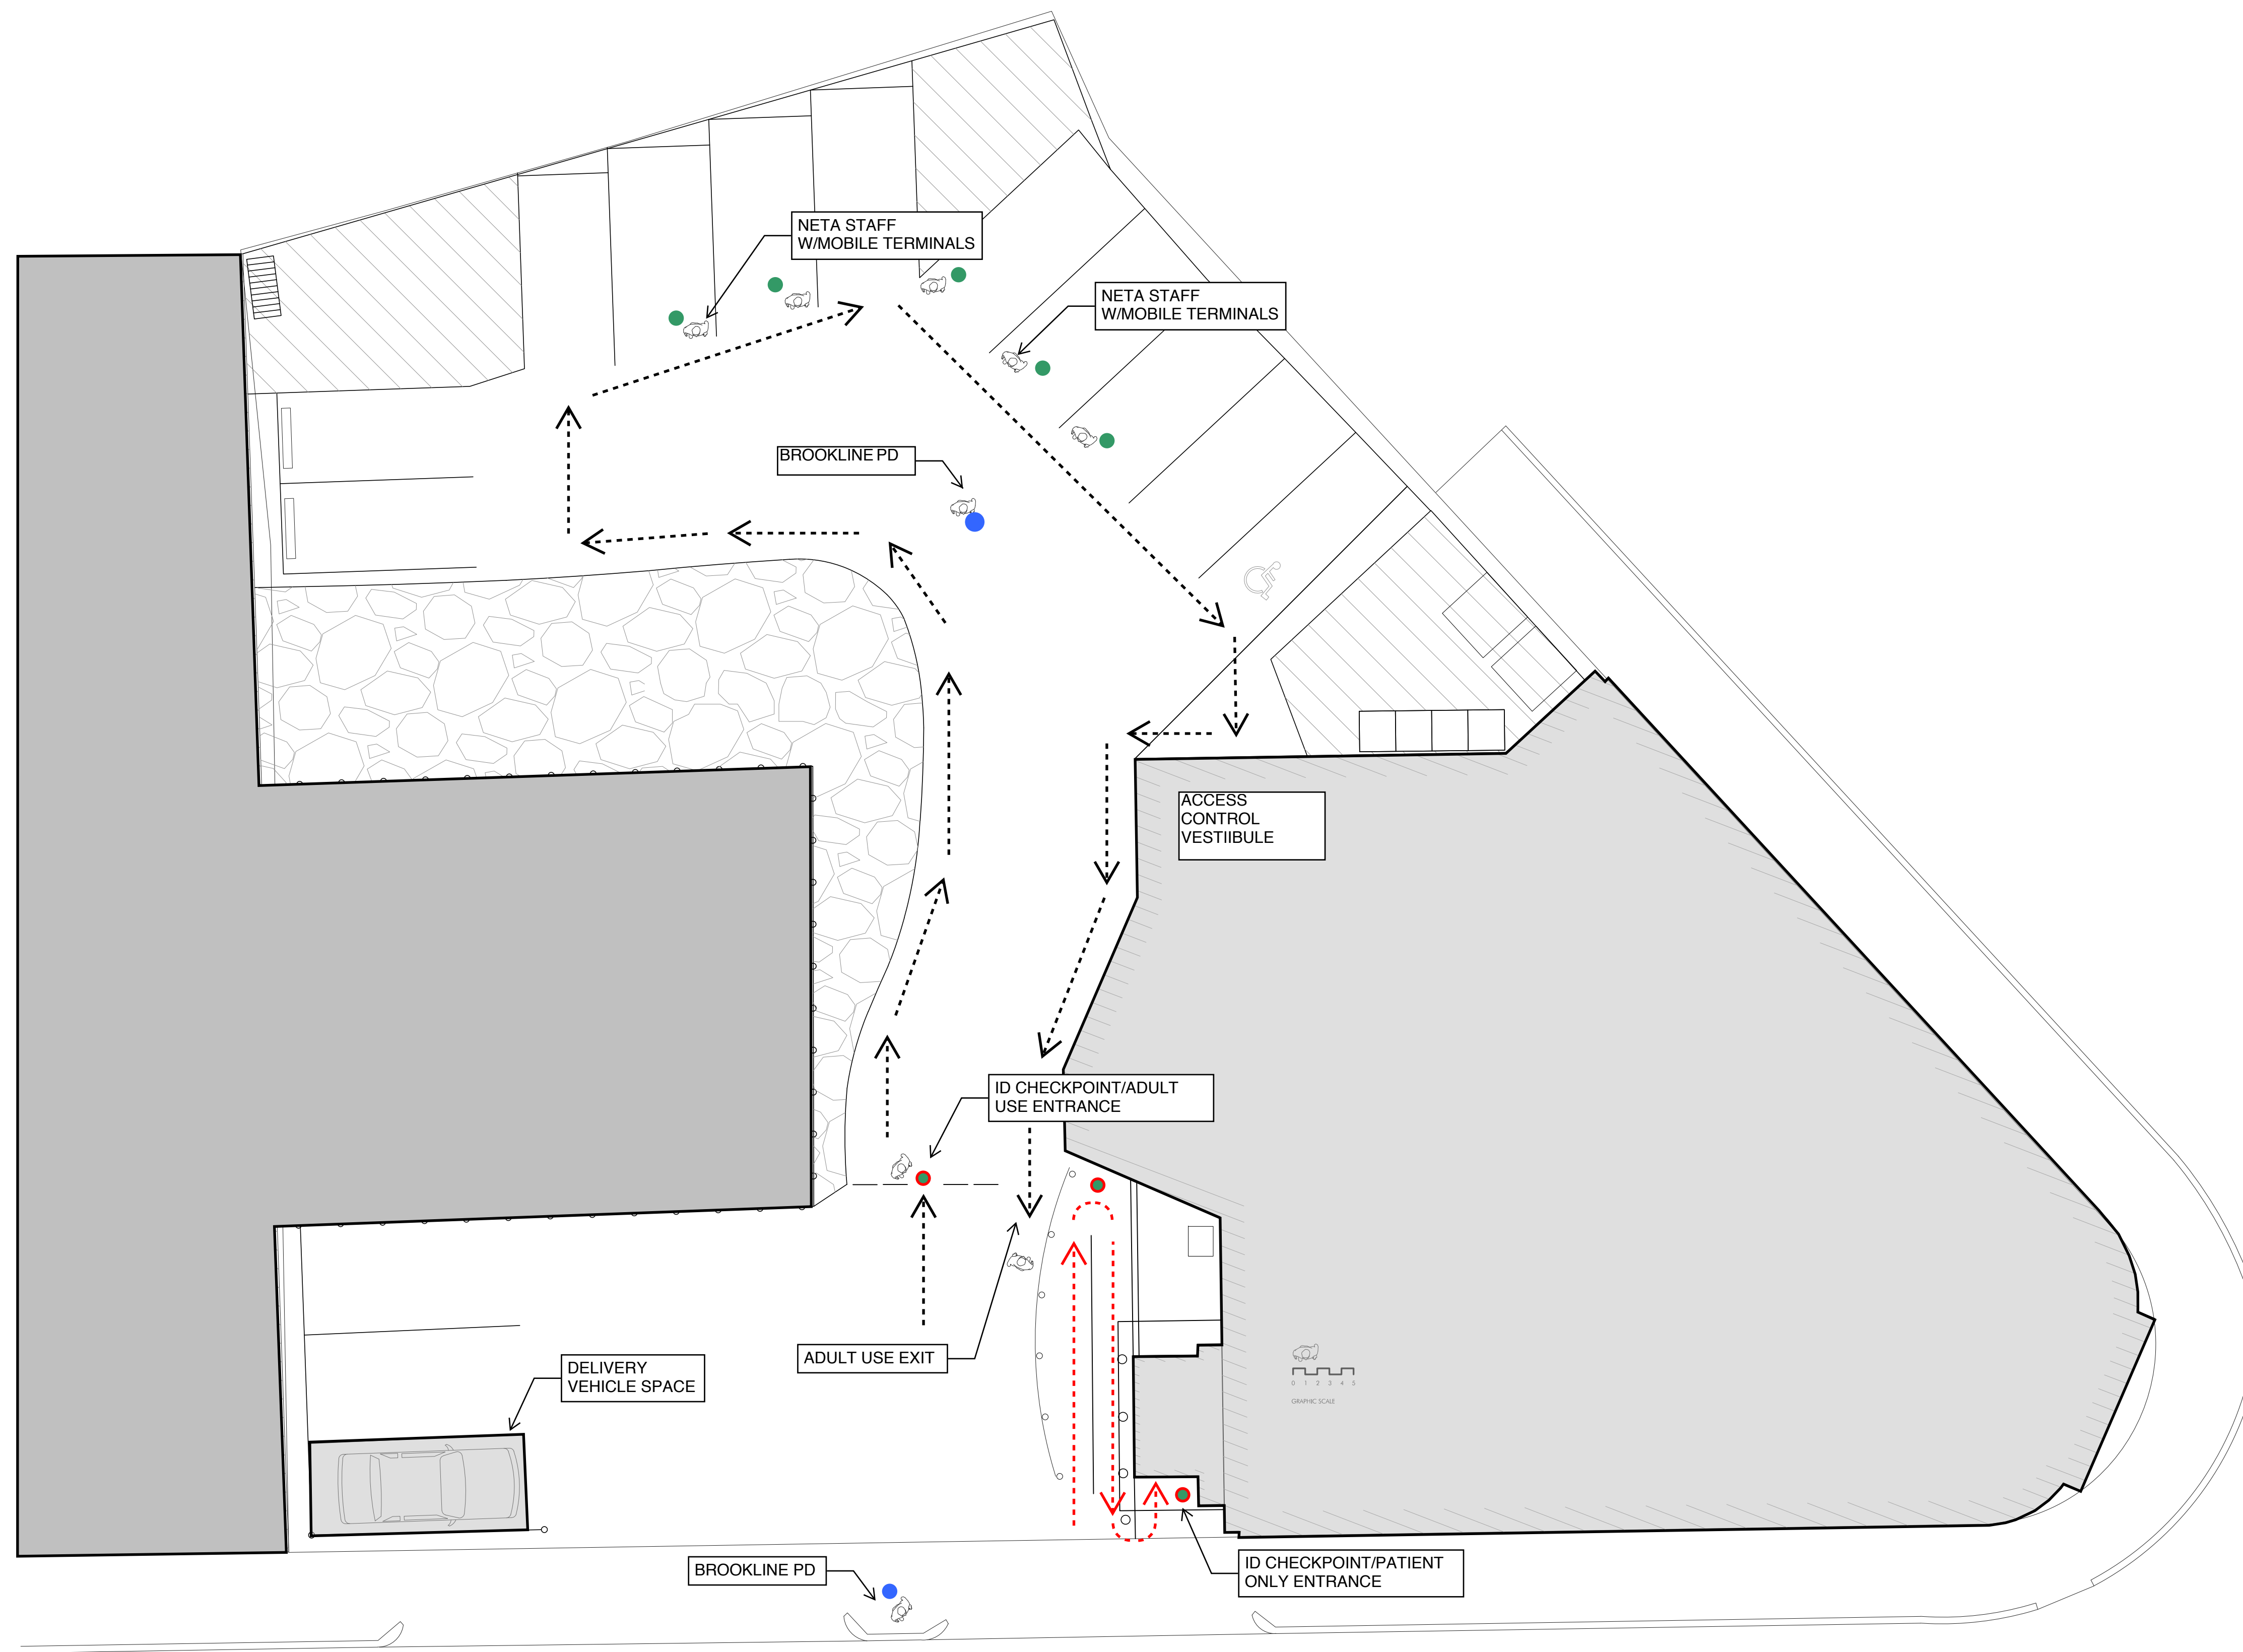 NETA STAFF
W/MOBILE TERMINALS
NETA STAFF
W/MOBILE TERMINALS
BROOKLINE PD
ACCESS
CONTROL
VESTIIBULE
ID CHECKPOINT/ADULT
USE ENTRANCE
ADULT USE EXIT
DELIVERY
VEHICLE SPACE
0 1 2 3 4 5
GRAPHIC SCALE
BROOKLINE PD
ID CHECKPOINT/PATIENT
ONLY ENTRANCE